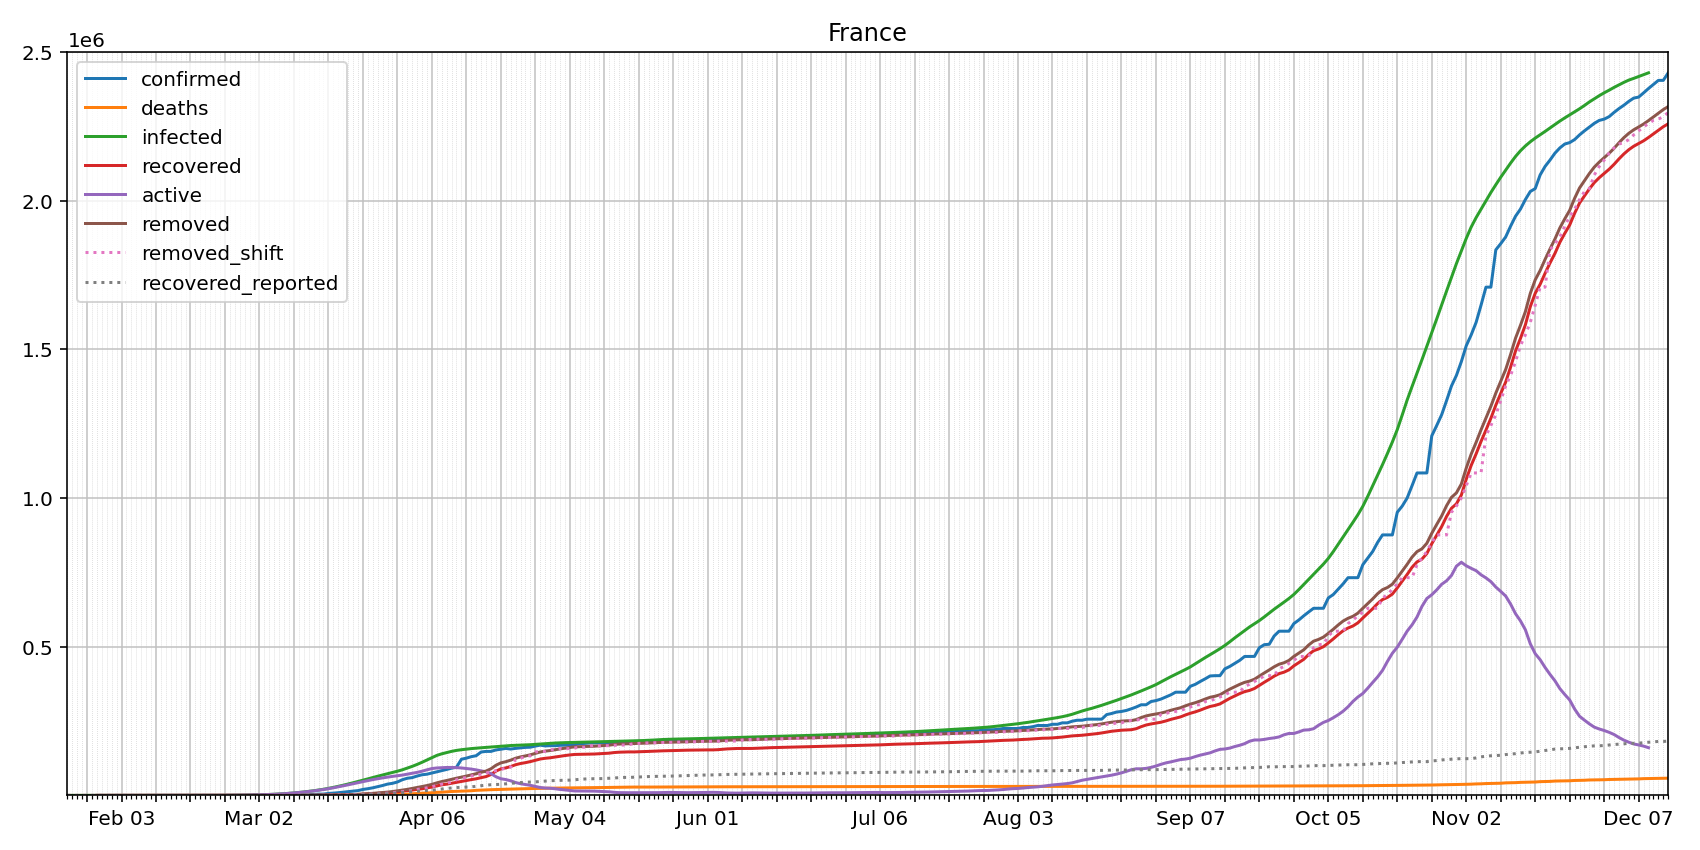 France
1e6
2.5
2.0
1.5
1.0
0.5
confirmed
deaths
infected
recovered
active
removed
removed_shift
recovered_reported
Feb 03 Mar 02 Apr 06 May 04 Jun 01 Jul 06 Aug 03 Sep 07 Oct 05 Nov 02 Dec 07